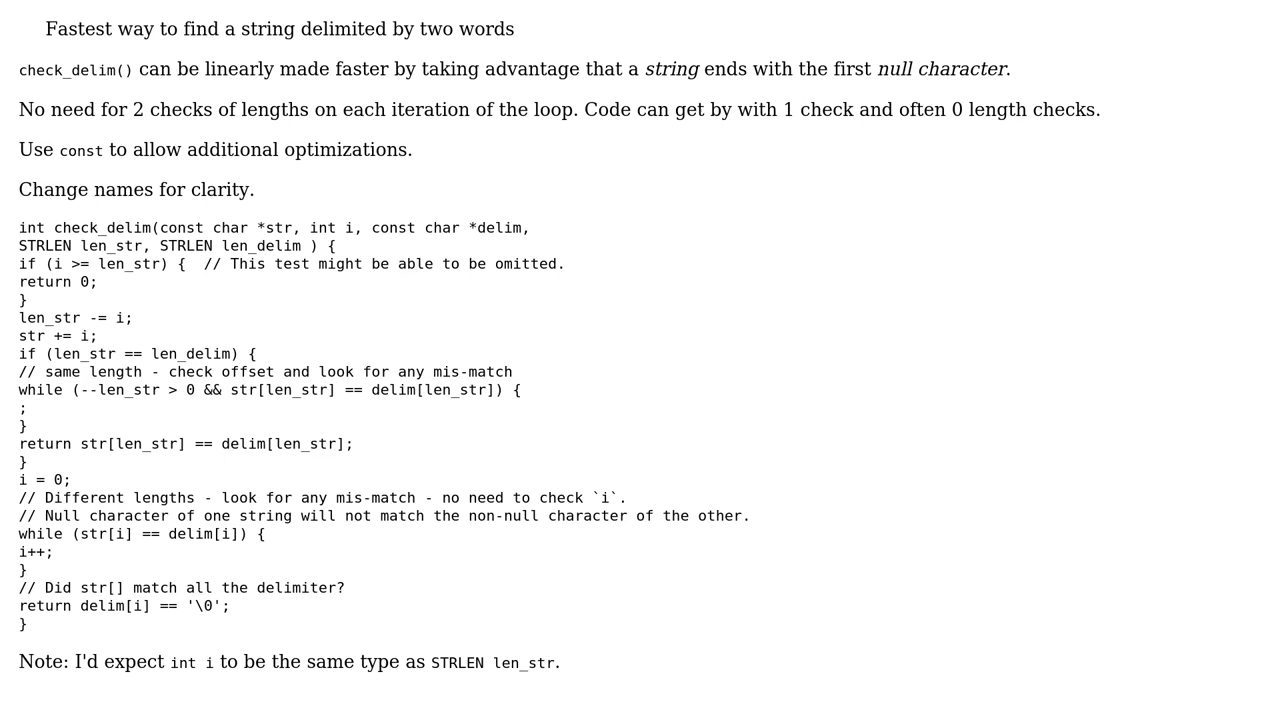 Fastest way to find a string delimited by two words
check_delim() can be linearly made faster by taking advantage that a string ends with the first null character.
No need for 2 checks of lengths on each iteration of the loop. Code can get by with 1 check and often 0 length checks.
Use const to allow additional optimizations.
Change names for clarity.
int check_delim(const char *str, int i, const char *delim,
STRLEN len_str, STRLEN len_delim ) {
if (i >= len_str) {  // This test might be able to be omitted.
return 0;
}
len_str -= i;
str += i;
if (len_str == len_delim) {
// same length - check offset and look for any mis-match
while (--len_str > 0 && str[len_str] == delim[len_str]) {
;
}
return str[len_str] == delim[len_str];
}
i = 0;
// Different lengths - look for any mis-match - no need to check `i`.
// Null character of one string will not match the non-null character of the other.
while (str[i] == delim[i]) {
i++;
}
// Did str[] match all the delimiter?
return delim[i] == '\0';
}
Note: I'd expect int i to be the same type as STRLEN len_str.